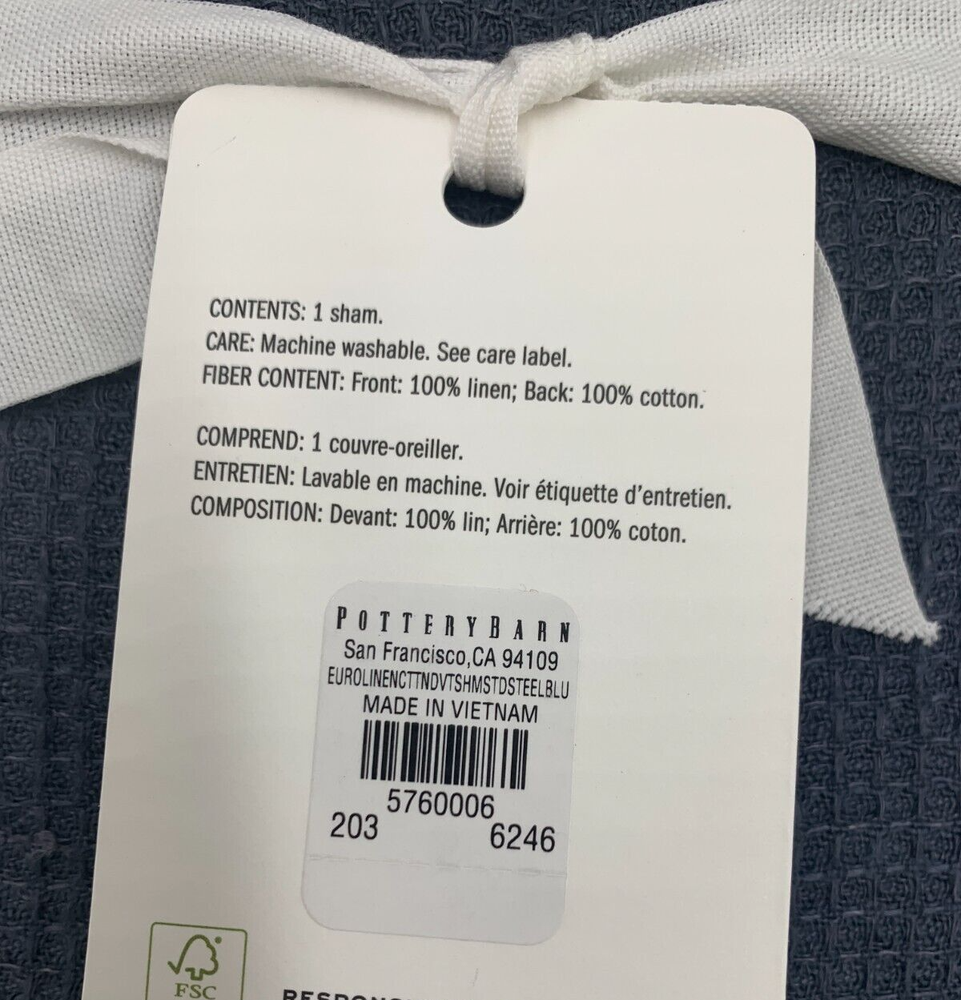 CONTENTS: 1 sham.
CARE: Machine washable. See care label.
FIBER CONTENT: Front: 100% linen; Back: 100% cotton.
COMPREND: 1 couvre-oreiller.
ENTRETIEN: Lavable en machine. Voir étiquette d'entretien.
COMPOSITION: Devant: 100% lin; Arrière: 100% coton.
POTTERYBARN
San Francisco,CA 94109
EUROLINENCTTNDVTSHMSTDSTEELBLU
MADE IN VIETNAM
5760006
203 6246
FSC